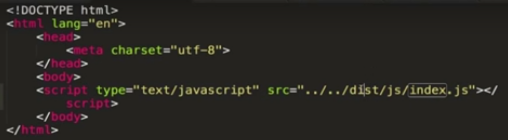 <!DOCTYPE html>
<html lang="en">
<head>
<meta charset="utf-8">
</head>
<body>
<script type="text/javascript" src="../../dist/js/index.js"></
script>
</body>
</html>